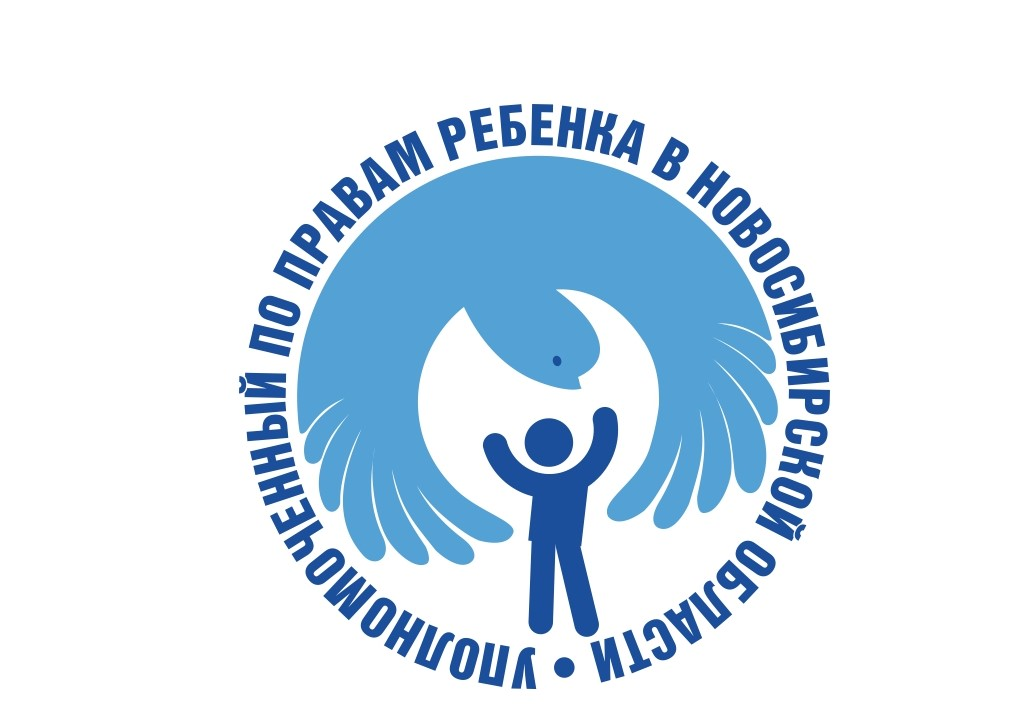 УПОЛНОМОЧЕННЫЙ ПО ПРАВАМ РЕБЕНКА В НОВОСИБИРСКОЙ ОБЛАСТИ •